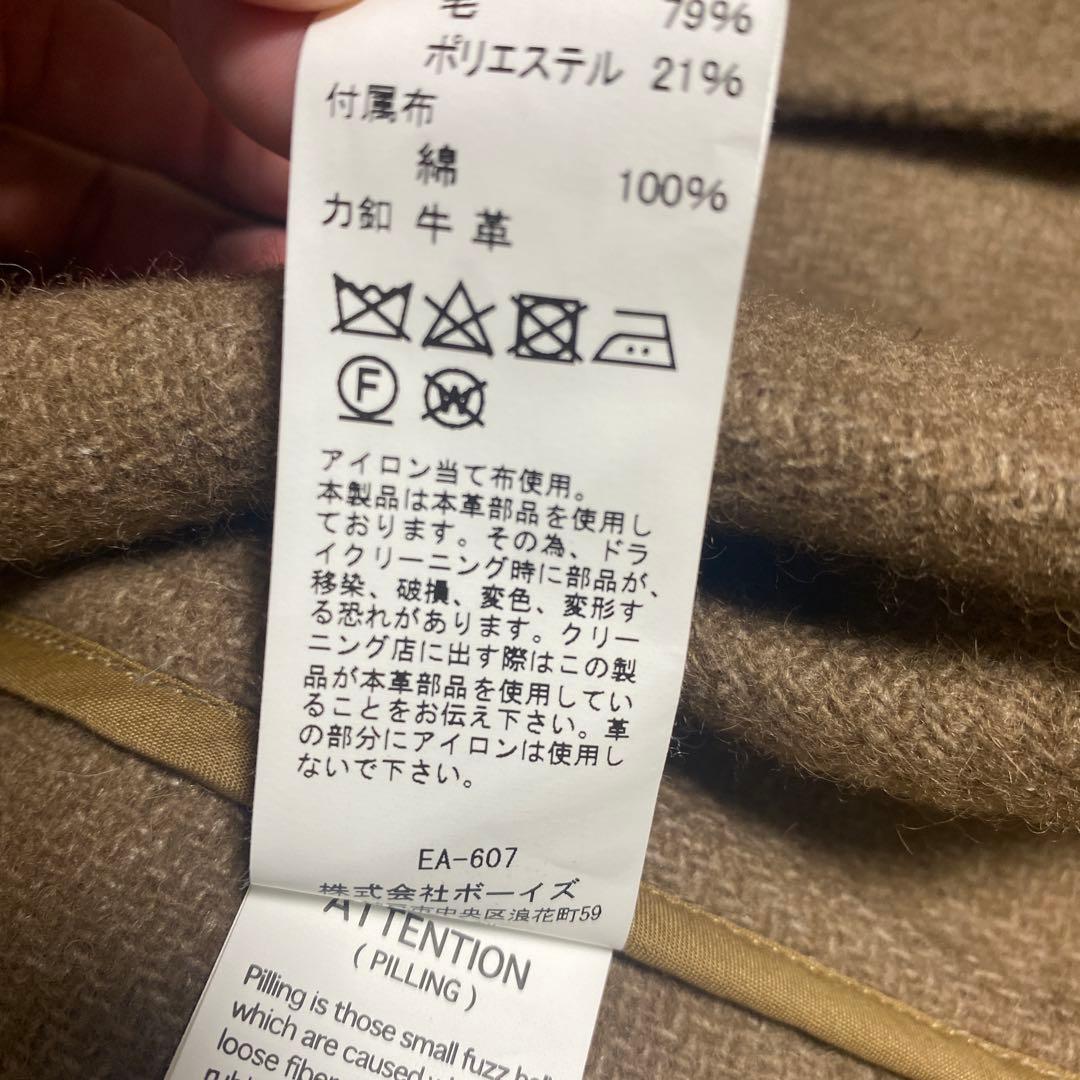 毛 79%
ポリエステル 21%
付属布
綿 100%
力釦 牛革
F
W
アイロン当て布使用。
本製品は本革部品を使用し
ております。その為、ドラ
イクリーニング時に部品が、
移染、破損、変色、変形す
る恐れがあります。クリー
ニング店に出す際はこの製
品が本革部品を使用してい
ることをお伝え下さい。革
の部分にアイロンは使用し
ないで下さい。
EA-607
株式会社ボーイズ
市中央区浪花町59
ATTENTION
( PILLING )
Pilling is those small fuzz
which are caused
loose